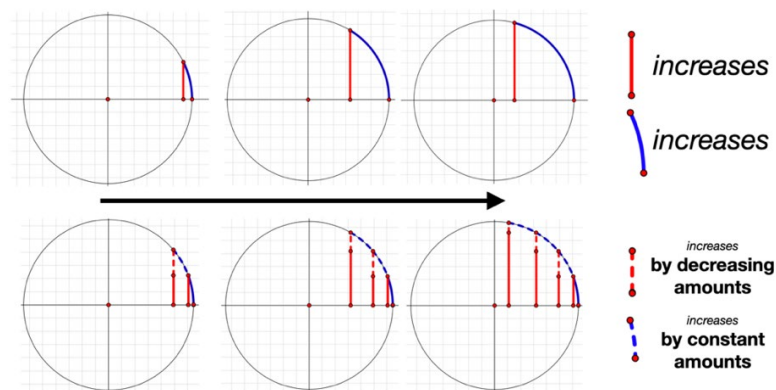 increases
increases
increases
by decreasing
amounts
increases
by constant
amounts